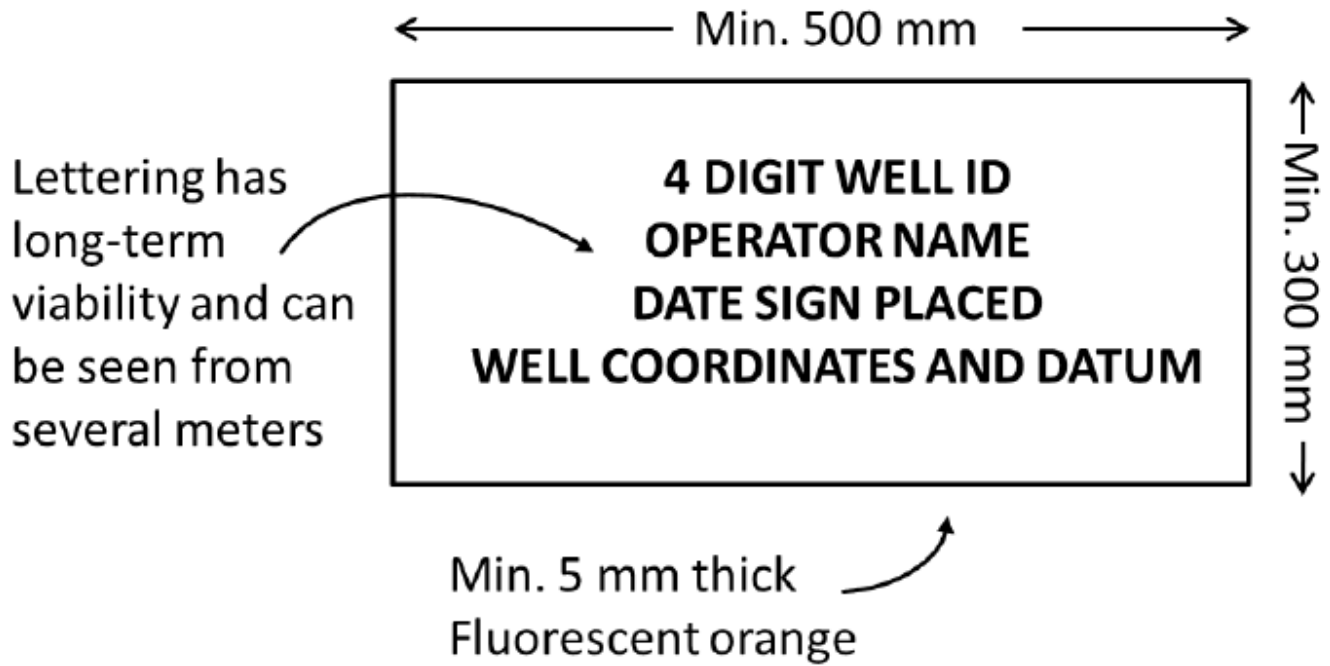 Min. 500 mm
Lettering has
long-term
viability and can
be seen from
several meters
4 DIGIT WELL ID
OPERATOR NAME
DATE SIGN PLACED
WELL COORDINATES AND DATUM
Min. 300 mm
Min. 5 mm thick
Fluorescent orange